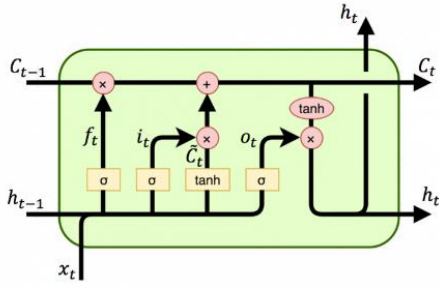 h_t
C_{t-1} × + C_t
tanh
f_t i_t × o_t ×
C̃_t
σ σ tanh σ
h_{t-1} h_t
x_t